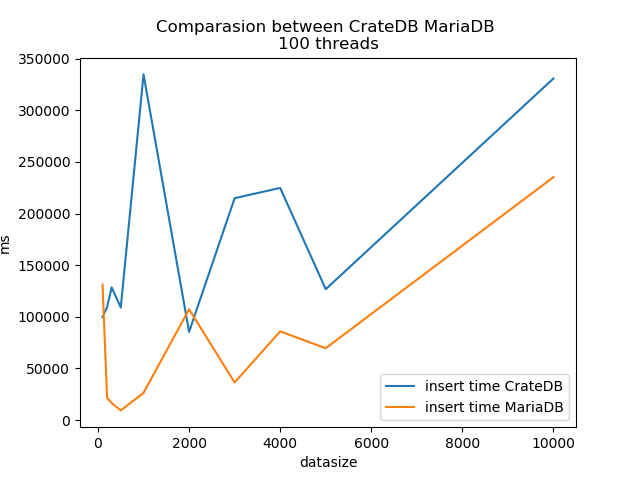 Comparasion between CrateDB MariaDB
100 threads
350000
300000
250000
200000
150000
100000
50000
0
ms
0 2000 4000 6000 8000 10000
datasize
insert time CrateDB
insert time MariaDB